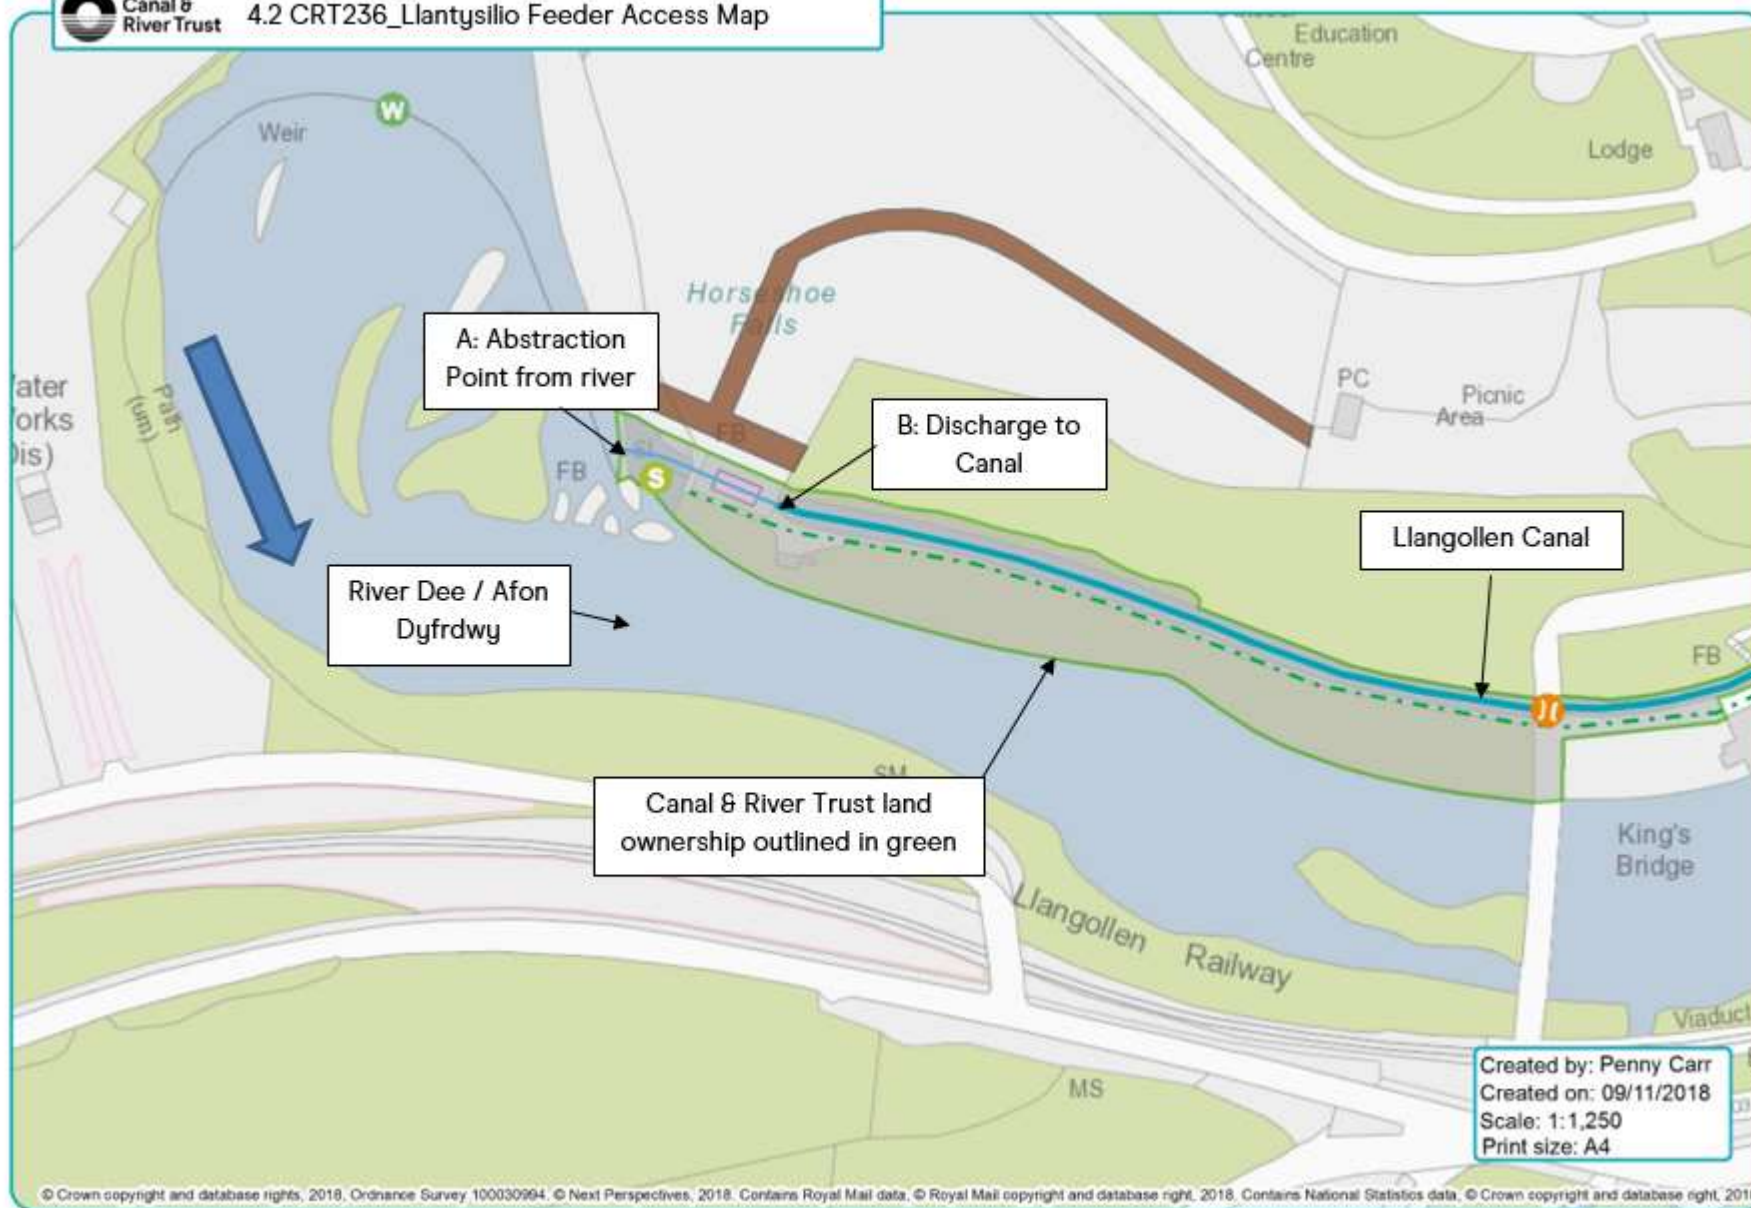 Canal &
River Trust
4.2 CRT236_Llantysilio Feeder Access Map
Education
Centre
Lodge
W
Weir
Horseshoe
Falls
A: Abstraction
Point from river
PC
Picnic
Area
Path
(um)
B: Discharge to
Canal
FB
FB
S
Llangollen Canal
River Dee / Afon
Dyfrdwy
FB
SM
Canal & River Trust land
ownership outlined in green
King's
Bridge
Llangollen Railway
Viaduct
MS
Created by: Penny Carr
Created on: 09/11/2018
Scale: 1:1,250
Print size: A4
© Crown copyright and database rights, 2018, Ordnance Survey 100030994. © Next Perspectives, 2018. Contains Royal Mail data, © Royal Mail copyright and database right, 2018. Contains National Statistics data, © Crown copyright and database right, 201